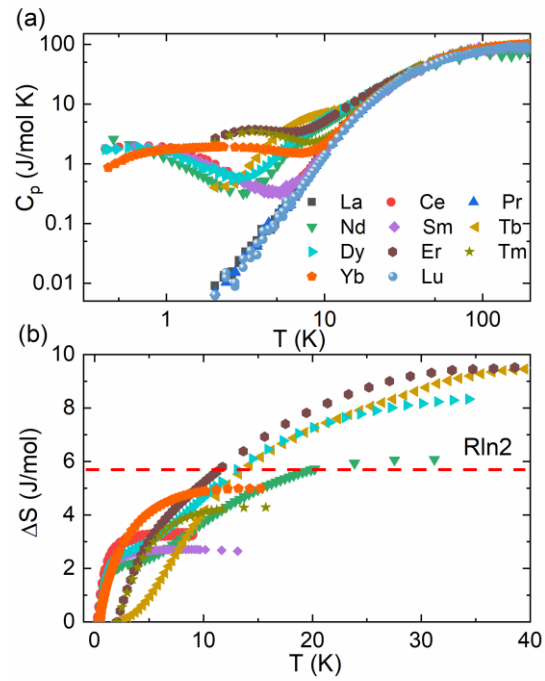 (a)
100
10
1
0.1
0.01
C_p (J/mol K)
La Ce Pr
Nd Sm Tb
Dy Er Tm
Yb Lu
1 10 100
T (K)
(b)
10
8
6
4
2
0
ΔS (J/mol)
Rln2
0 10 20 30 40
T (K)